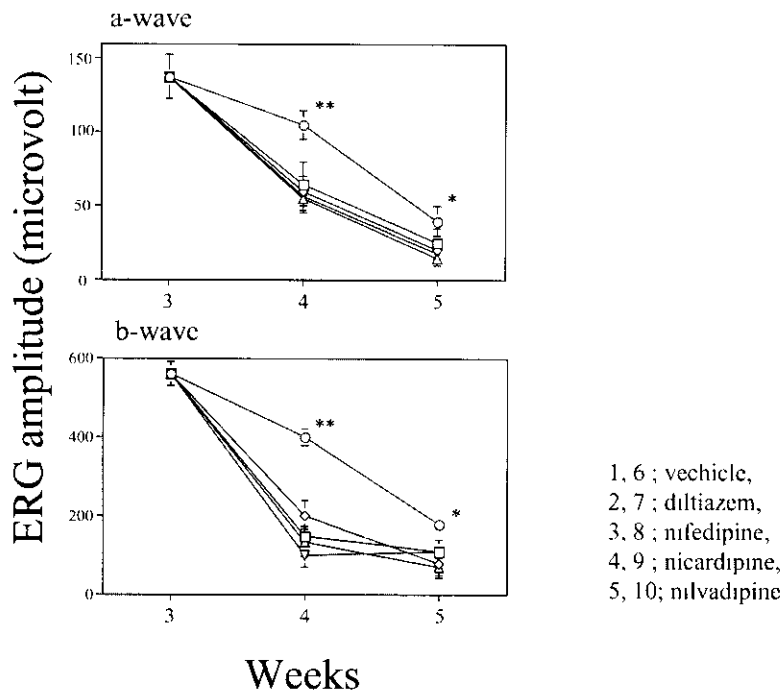 a-wave
150
**
100
50
*
0
3 4 5
b-wave
600
**
400
200
*
0
3 4 5
ERG amplitude (microvolt)
Weeks
1, 6 ; vechicle,
2, 7 ; diltiazem,
3, 8 ; nifedipine,
4, 9 ; nicardipine,
5, 10; nilvadipine